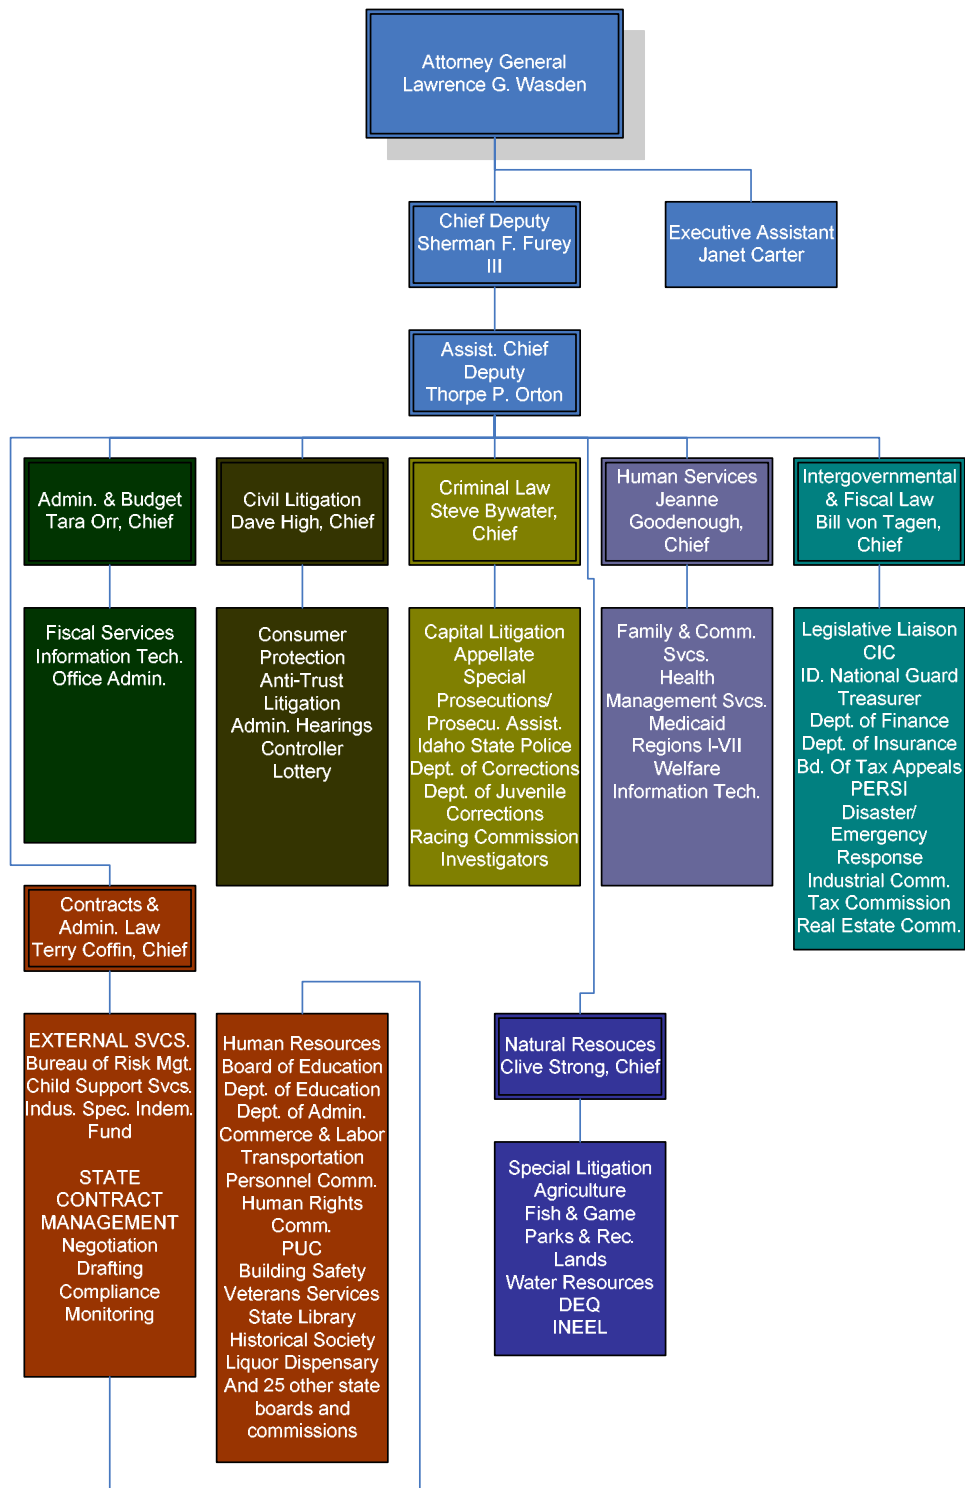 Attorney General
Lawrence G. Wasden
Chief Deputy
Sherman F. Furey
III
Executive Assistant
Janet Carter
Assist. Chief
Deputy
Thorpe P. Orton
Admin. & Budget
Tara Orr, Chief
Civil Litigation
Dave High, Chief
Criminal Law
Steve Bywater,
Chief
Human Services
Jeanne
Goodenough,
Chief
Intergovernmental
& Fiscal Law
Bill von Tagen,
Chief
Fiscal Services
Information Tech.
Office Admin.
Consumer
Protection
Anti-Trust
Litigation
Admin. Hearings
Controller
Lottery
Capital Litigation
Appellate
Special
Prosecutions/
Prosecu. Assist.
Idaho State Police
Dept. of Corrections
Dept. of Juvenile
Corrections
Racing Commission
Investigators
Family & Comm.
Svcs.
Health
Management Svcs.
Medicaid
Regions I-VII
Welfare
Information Tech.
Legislative Liaison
CIC
ID. National Guard
Treasurer
Dept. of Finance
Dept. of Insurance
Bd. Of Tax Appeals
PERSI
Disaster/
Emergency
Response
Industrial Comm.
Tax Commission
Real Estate Comm.
Contracts &
Admin. Law
Terry Coffin, Chief
EXTERNAL SVCS.
Bureau of Risk Mgt.
Child Support Svcs.
Indus. Spec. Indem.
Fund
STATE
CONTRACT
MANAGEMENT
Negotiation
Drafting
Compliance
Monitoring
Human Resources
Board of Education
Dept. of Education
Dept. of Admin.
Commerce & Labor
Transportation
Personnel Comm.
Human Rights
Comm.
PUC
Building Safety
Veterans Services
State Library
Historical Society
Liquor Dispensary
And 25 other state
boards and
commissions
Natural Resouces
Clive Strong, Chief
Special Litigation
Agriculture
Fish & Game
Parks & Rec.
Lands
Water Resources
DEQ
INEEL